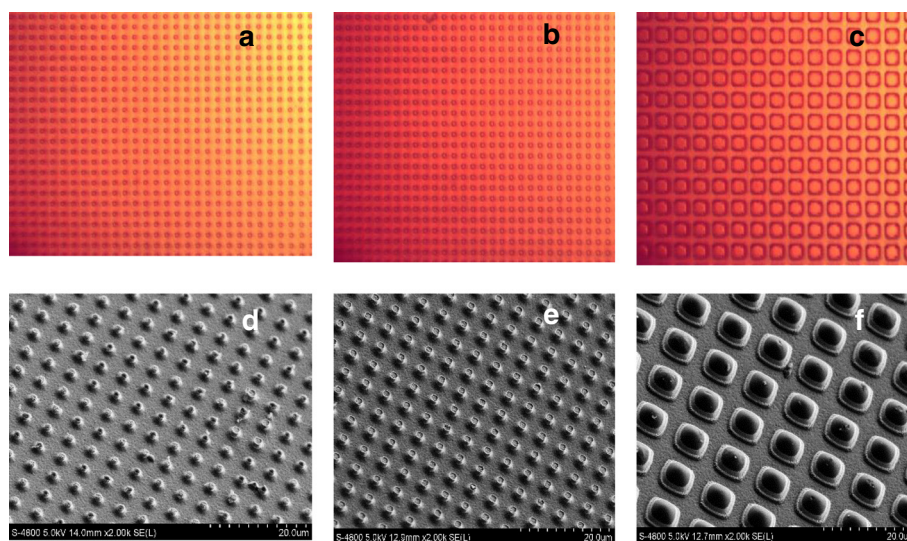 a
b
c
d
e
f
S-4800 5.0kV 14.0mm x2.00k SE(L) 20.0um
S-4800 5.0kV 12.9mm x2.00k SE(L) 20.0um
S-4800 5.0kV 12.7mm x2.00k SE(L) 20.0u